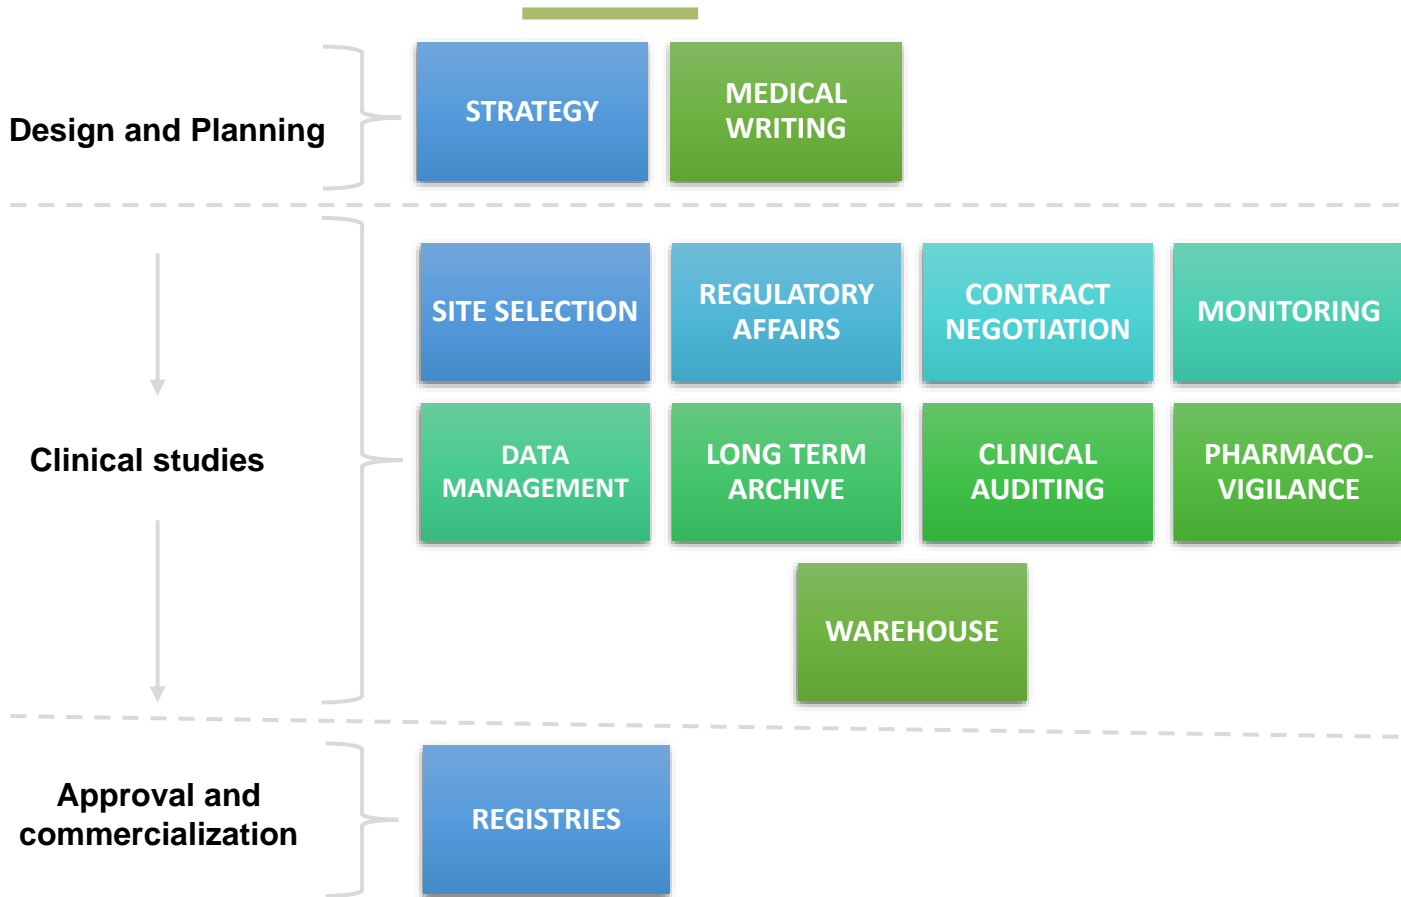 Design and Planning
STRATEGY
MEDICAL
WRITING
Clinical studies
SITE SELECTION
REGULATORY
AFFAIRS
CONTRACT
NEGOTIATION
MONITORING
DATA
MANAGEMENT
LONG TERM
ARCHIVE
CLINICAL
AUDITING
PHARMACO-
VIGILANCE
WAREHOUSE
Approval and
commercialization
REGISTRIES